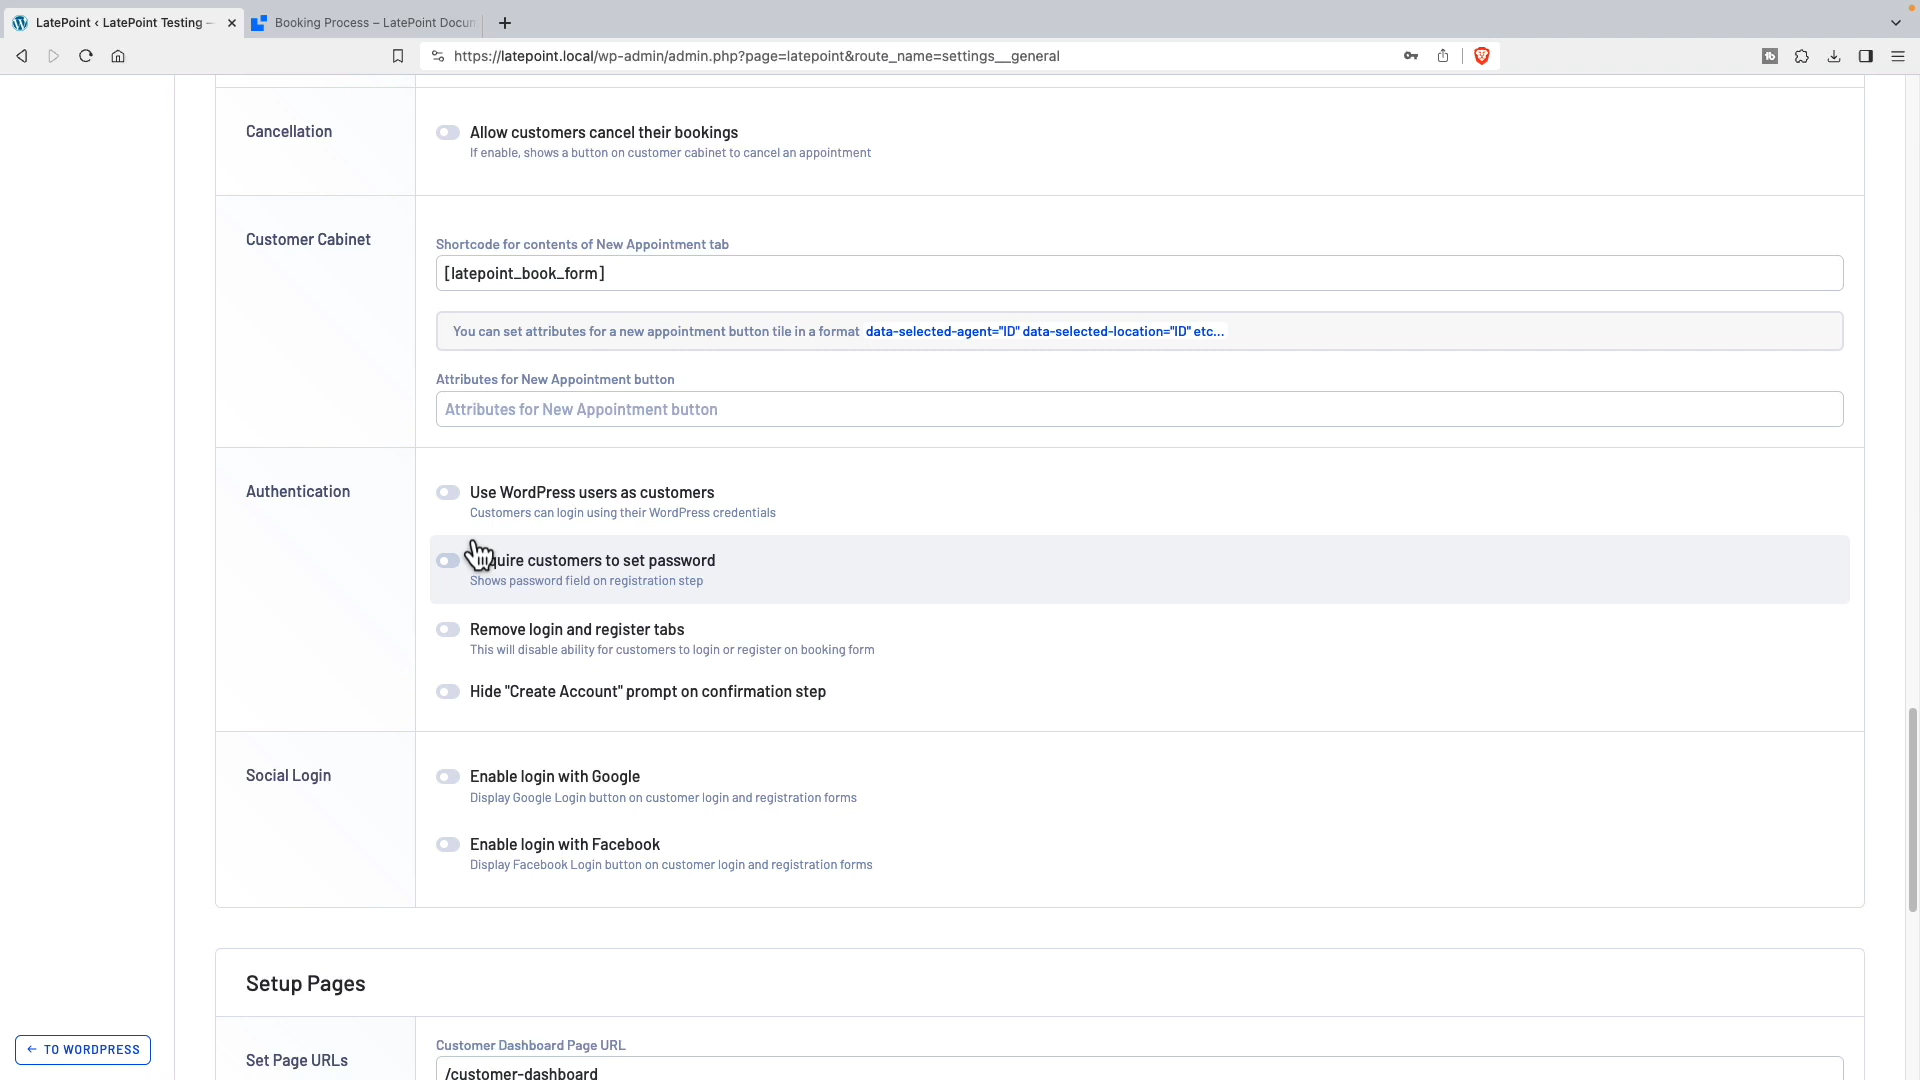 LatePoint ‹ LatePoint Testing –
Booking Process – LatePoint Docum
https://latepoint.local/wp-admin/admin.php?page=latepoint&route_name=settings__general
Cancellation
Allow customers cancel their bookings
If enable, shows a button on customer cabinet to cancel an appointment
Customer Cabinet
Shortcode for contents of New Appointment tab
[latepoint_book_form]
You can set attributes for a new appointment button tile in a format data-selected-agent="ID" data-selected-location="ID" etc...
Attributes for New Appointment button
Attributes for New Appointment button
Authentication
Use WordPress users as customers
Customers can login using their WordPress credentials
quire customers to set password
Shows password field on registration step
Remove login and register tabs
This will disable ability for customers to login or register on booking form
Hide "Create Account" prompt on confirmation step
Social Login
Enable login with Google
Display Google Login button on customer login and registration forms
Enable login with Facebook
Display Facebook Login button on customer login and registration forms
Setup Pages
← TO WORDPRESS
Set Page URLs
Customer Dashboard Page URL
/customer-dashboard